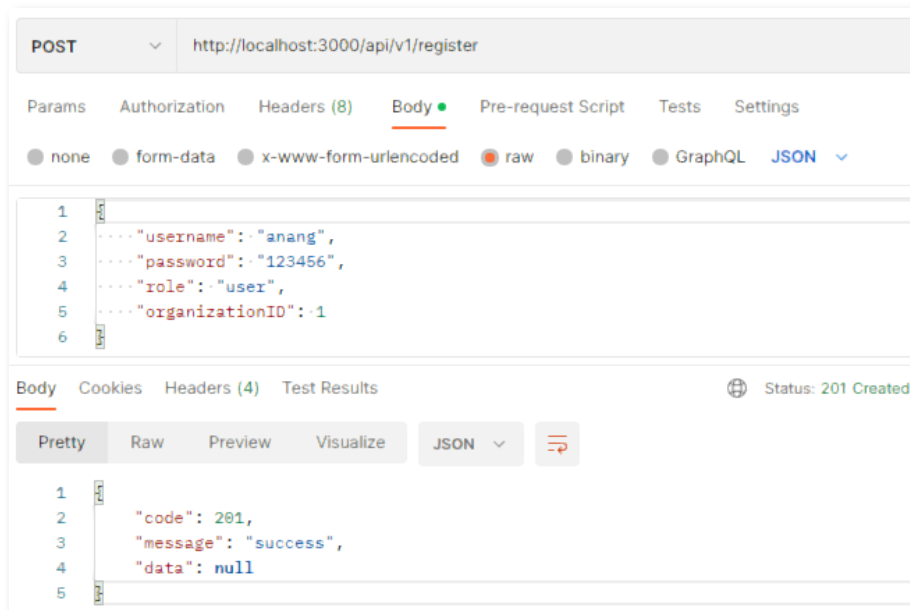 POST http://localhost:3000/api/v1/register
Params Authorization Headers (8) Body Pre-request Script Tests Settings
none form-data x-www-form-urlencoded raw binary GraphQL JSON
1 {
2 "username": "anang",
3 "password": "123456",
4 "role": "user",
5 "organizationID": 1
6 }
Body Cookies Headers (4) Test Results Status: 201 Created
Pretty Raw Preview Visualize JSON
1 {
2 "code": 201,
3 "message": "success",
4 "data": null
5 }